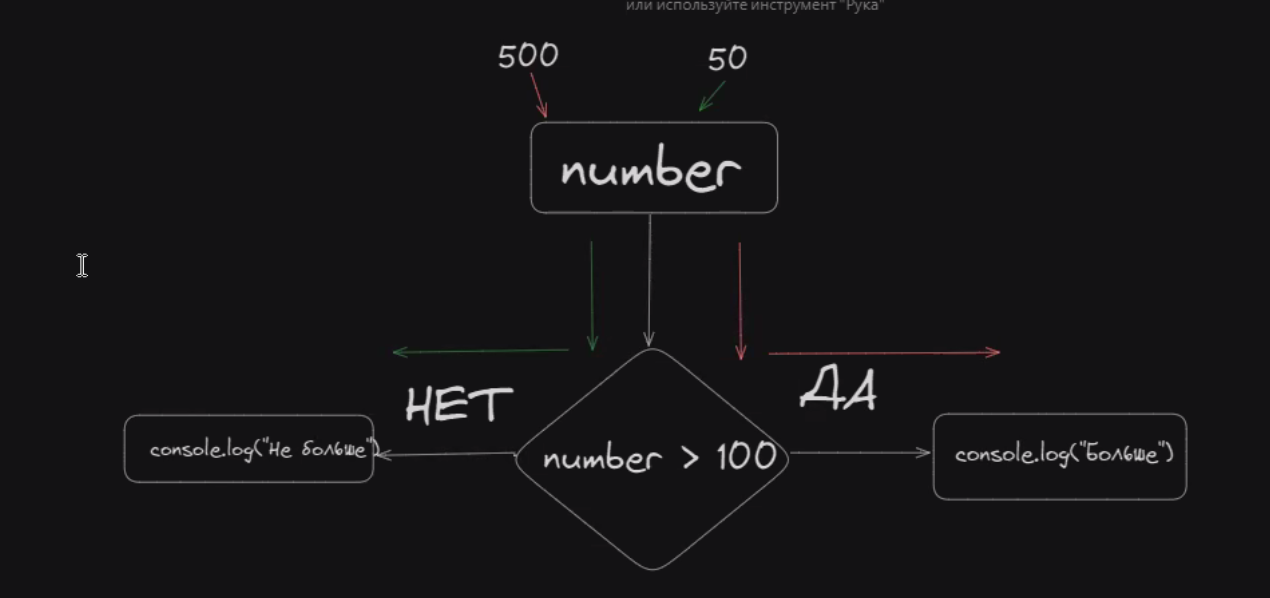 или используйте инструмент "Рука"
500
50
number
НЕТ
ДА
console.log("Не больше")
number > 100
console.log("Больше")